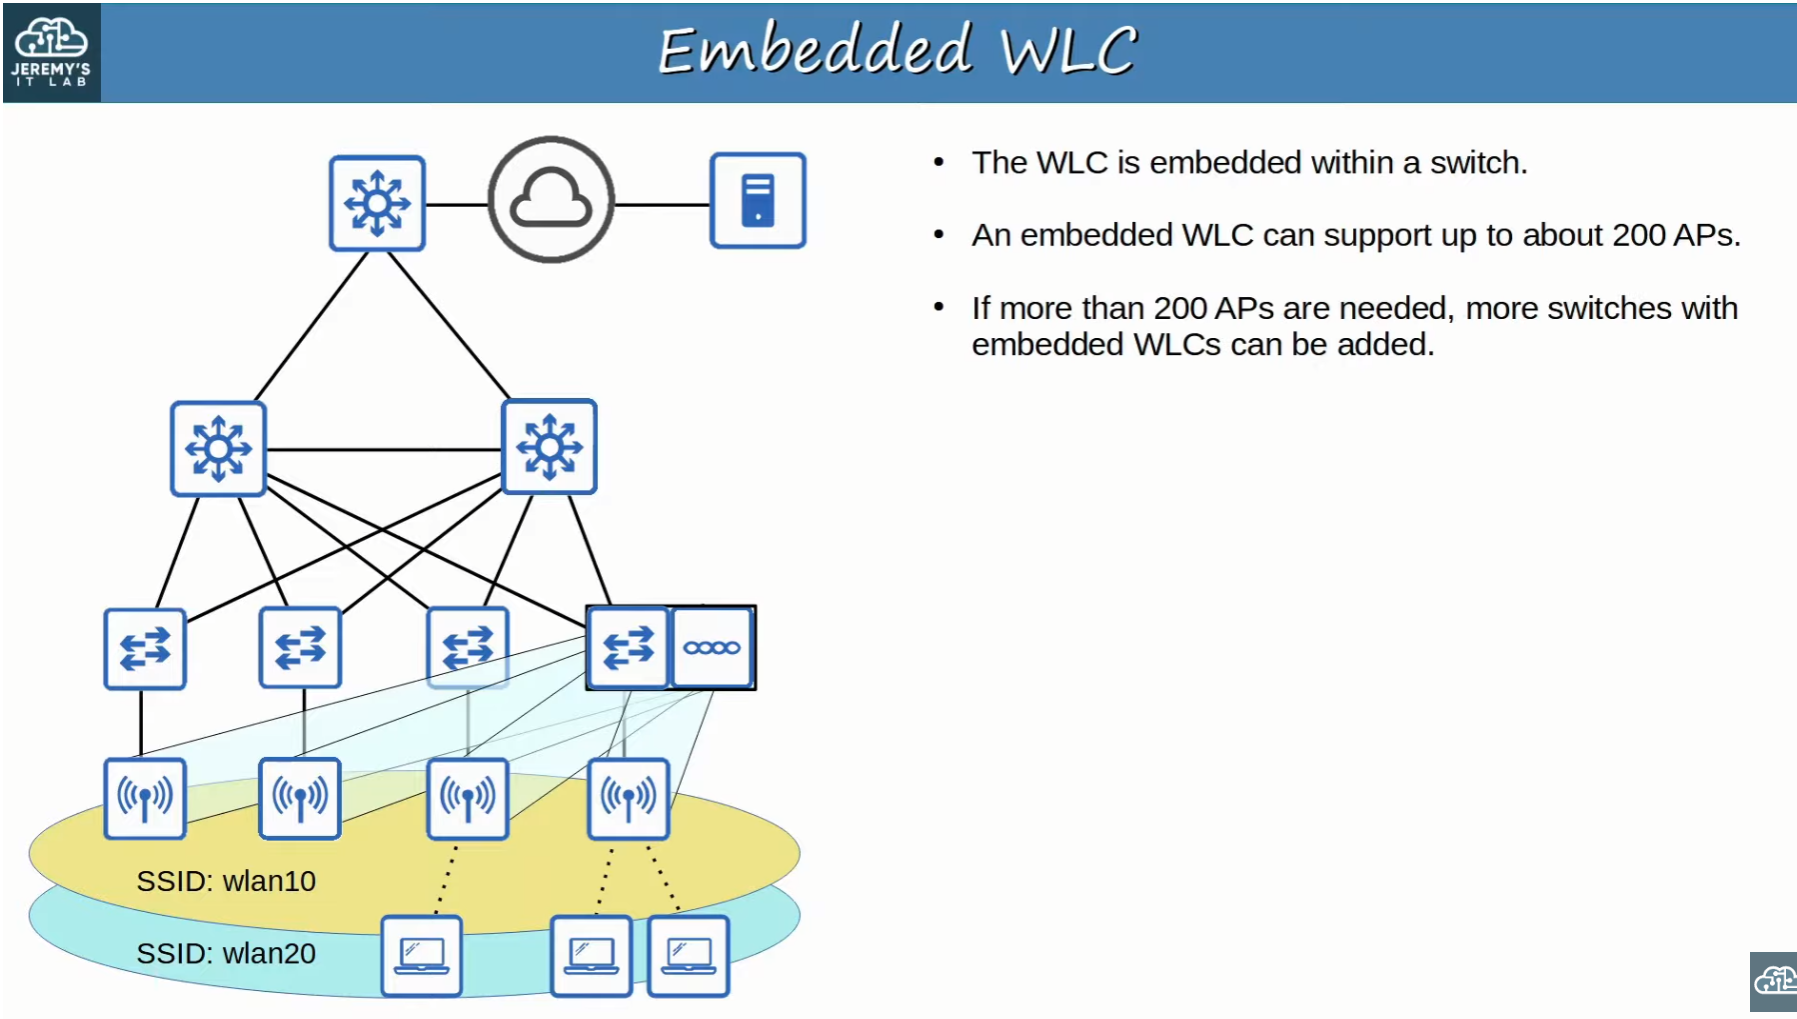 JEREMY'S
IT LAB
Embedded WLC
• The WLC is embedded within a switch.
• An embedded WLC can support up to about 200 APs.
• If more than 200 APs are needed, more switches with
embedded WLCs can be added.
SSID: wlan10
SSID: wlan20